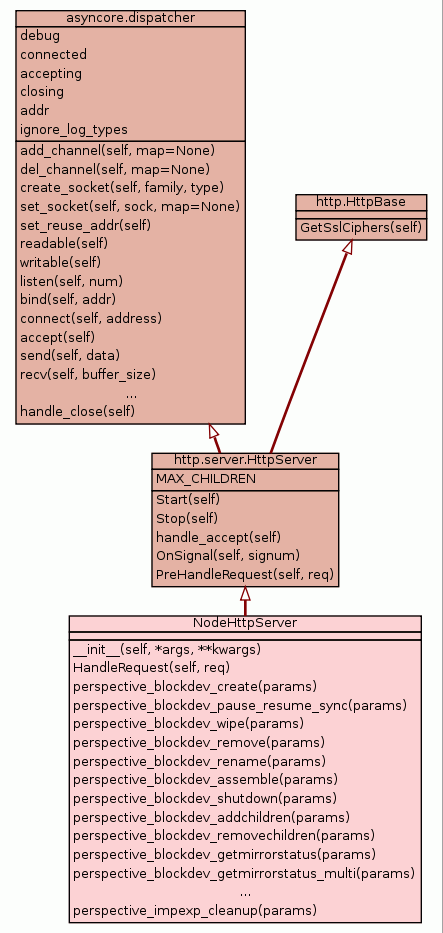 asyncore.dispatcher
debug
connected
accepting
closing
addr
ignore_log_types
add_channel(self, map=None)
del_channel(self, map=None)
create_socket(self, family, type)
set_socket(self, sock, map=None)
set_reuse_addr(self)
readable(self)
writable(self)
listen(self, num)
bind(self, addr)
connect(self, address)
accept(self)
send(self, data)
recv(self, buffer_size)
...
handle_close(self)
http.HttpBase
GetSslCiphers(self)
http.server.HttpServer
MAX_CHILDREN
Start(self)
Stop(self)
handle_accept(self)
OnSignal(self, signum)
PreHandleRequest(self, req)
NodeHttpServer
__init__(self, *args, **kwargs)
HandleRequest(self, req)
perspective_blockdev_create(params)
perspective_blockdev_pause_resume_sync(params)
perspective_blockdev_wipe(params)
perspective_blockdev_remove(params)
perspective_blockdev_rename(params)
perspective_blockdev_assemble(params)
perspective_blockdev_shutdown(params)
perspective_blockdev_addchildren(params)
perspective_blockdev_removechildren(params)
perspective_blockdev_getmirrorstatus(params)
perspective_blockdev_getmirrorstatus_multi(params)
...
perspective_impexp_cleanup(params)